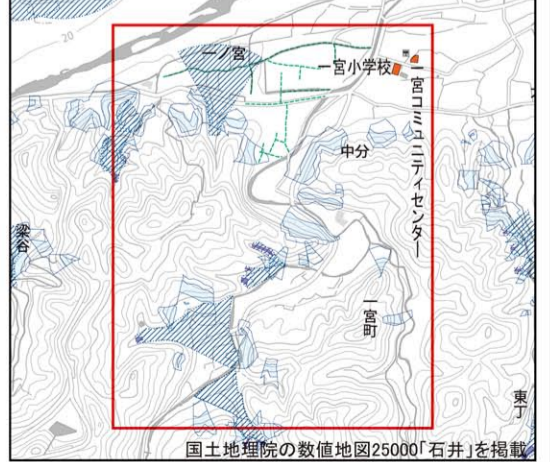 20
一ノ宮
一宮小学校
一宮コミュニティセンター
中分
梁谷
一宮町
東丁
国土地理院の数値地図25000「石井」を掲載